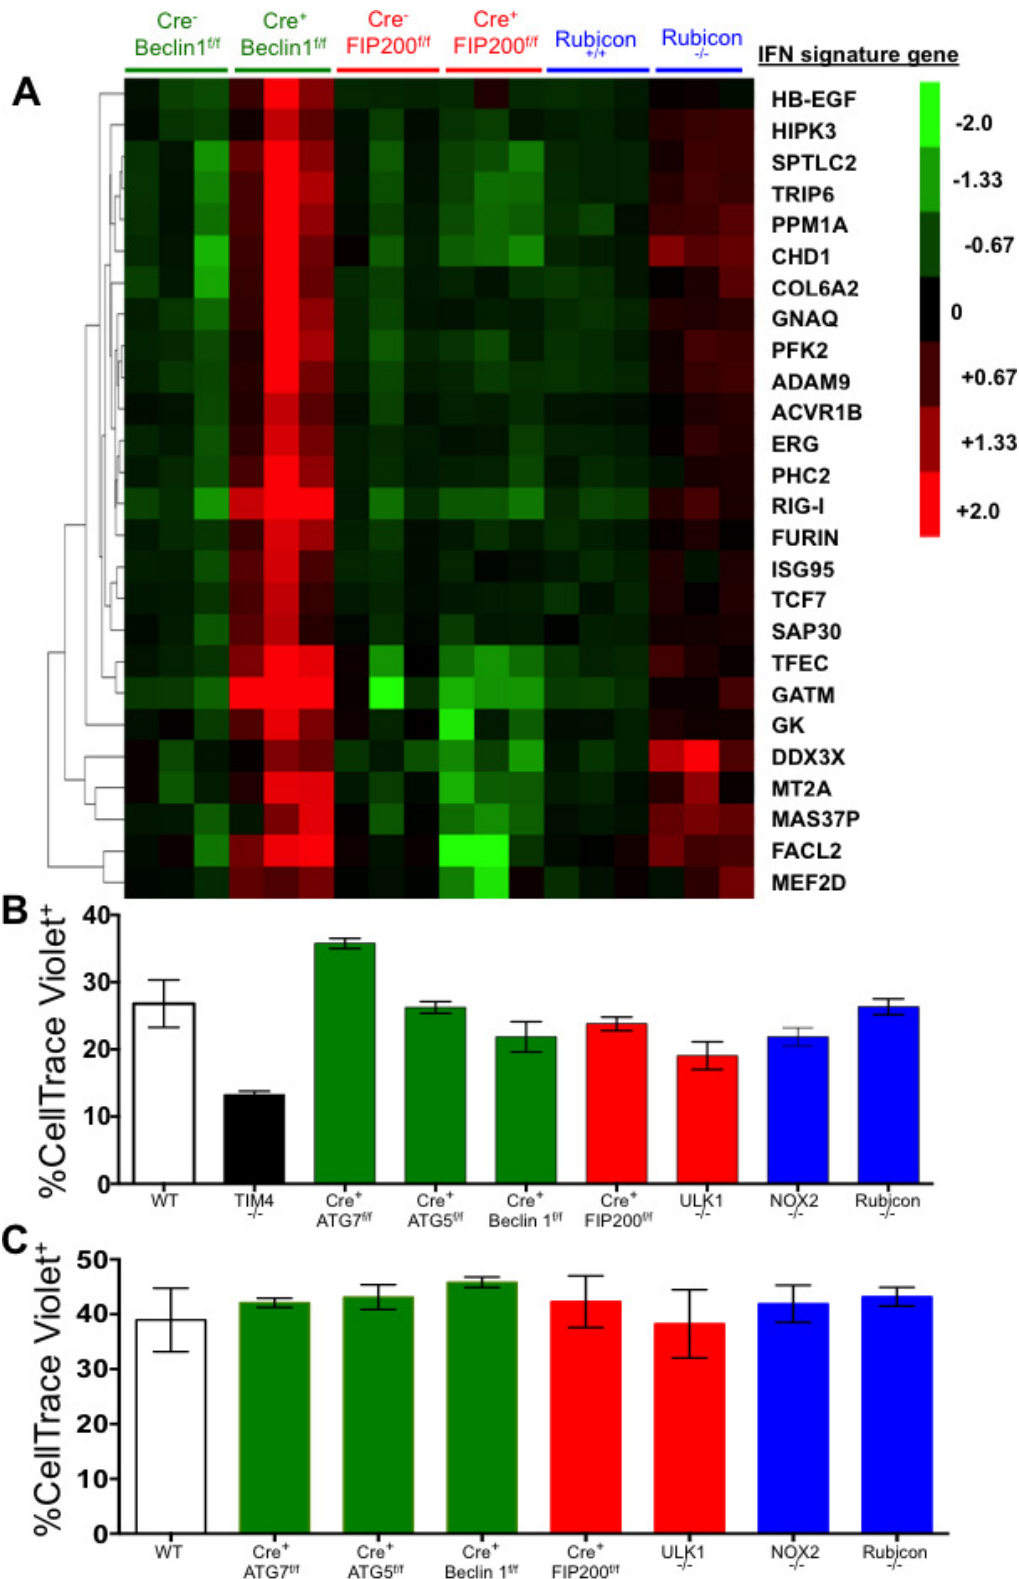 Cre⁻ Cre⁺ Cre⁻ Cre⁺
Beclin1f/f Beclin1f/f FIP200f/f FIP200f/f Rubicon Rubicon
+/+ -/-
IFN signature gene
A
HB-EGF
HIPK3
SPTLC2
TRIP6
PPM1A
CHD1
COL6A2
GNAQ
PFK2
ADAM9
ACVR1B
ERG
PHC2
RIG-I
FURIN
ISG95
TCF7
SAP30
TFEC
GATM
GK
DDX3X
MT2A
MAS37P
FACL2
MEF2D
-2.0
-1.33
-0.67
0
+0.67
+1.33
+2.0
B
%CellTrace Violet⁺
40
30
20
10
0
WT TIM4 Cre⁺ Cre⁺ Cre⁺ Cre⁺ ULK1 NOX2 Rubicon
-/- ATG7f/f ATG5f/f Beclin 1f/f FIP200f/f -/- -/- -/-
C
%CellTrace Violet⁺
50
40
30
20
10
0
WT Cre⁺ Cre⁺ Cre⁺ Cre⁺ ULK1 NOX2 Rubicon
ATG7f/f ATG5f/f Beclin 1f/f FIP200f/f -/- -/- -/-